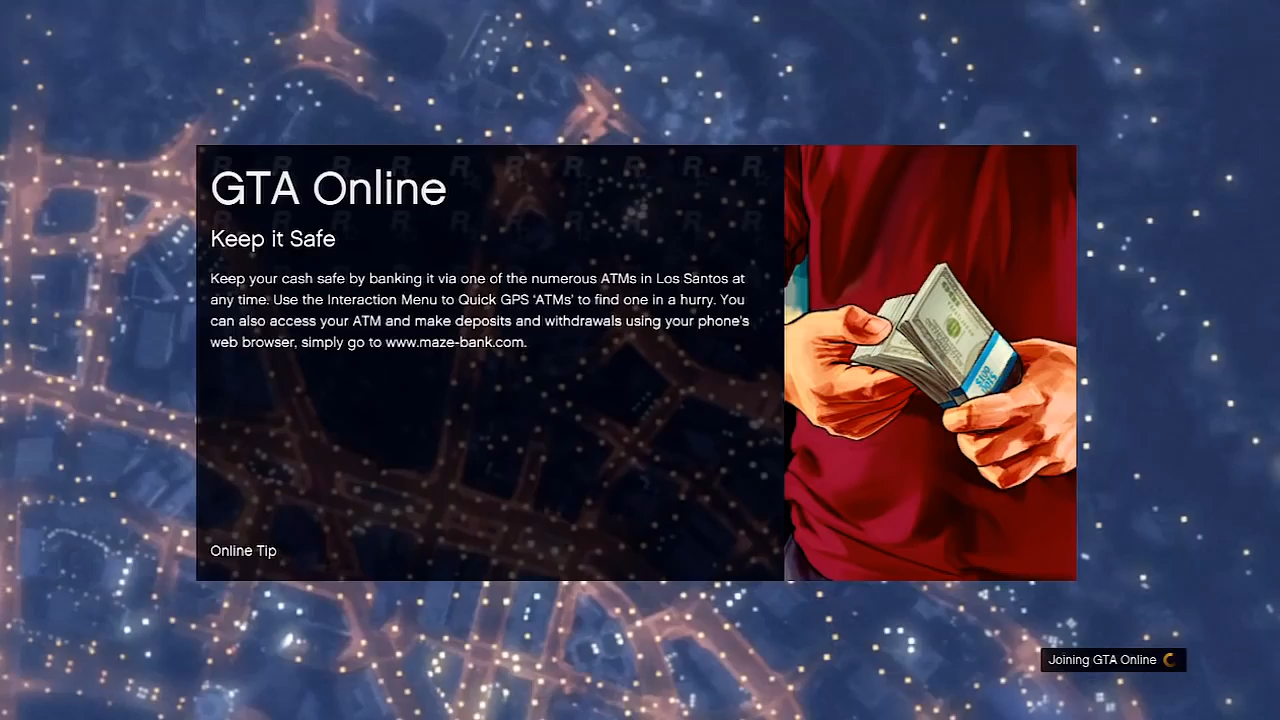 GTA Online
Keep it Safe
Keep your cash safe by banking it via one of the numerous ATMs in Los Santos at
any time. Use the Interaction Menu to Quick GPS ‘ATMs’ to find one in a hurry. You
can also access your ATM and make deposits and withdrawals using your phone's
web browser, simply go to www.maze-bank.com.
Online Tip
Joining GTA Online